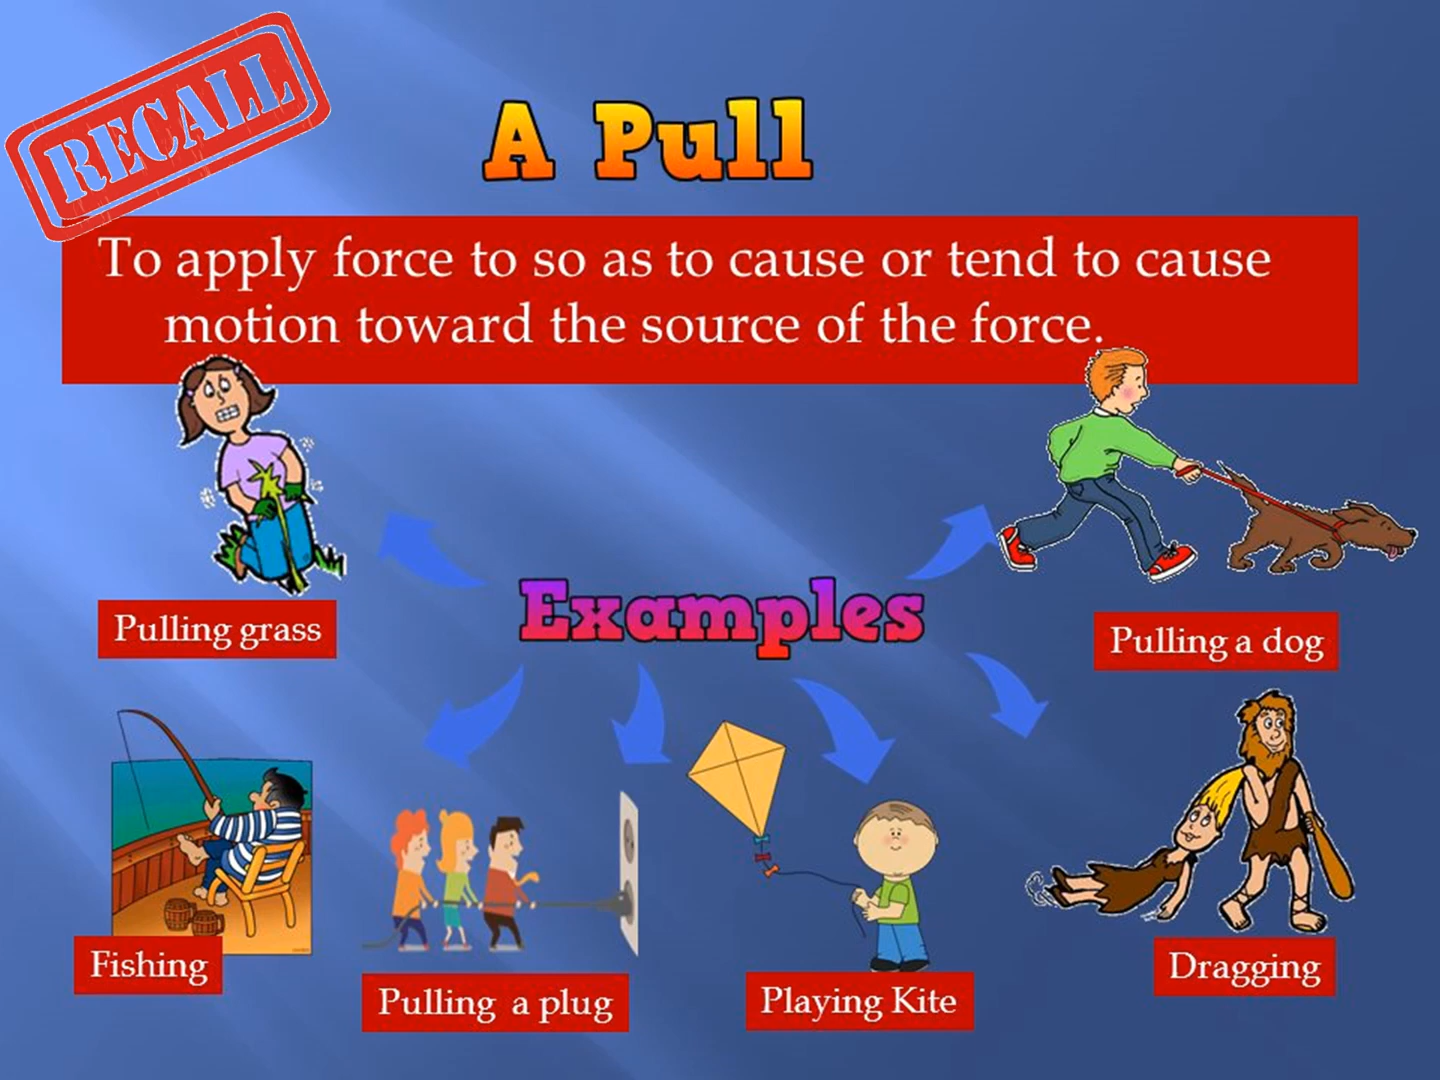 RECALL
A Pull
To apply force to so as to cause or tend to cause
motion toward the source of the force.
Examples
Pulling grass
Pulling a dog
Fishing
Pulling a plug
Playing Kite
Dragging